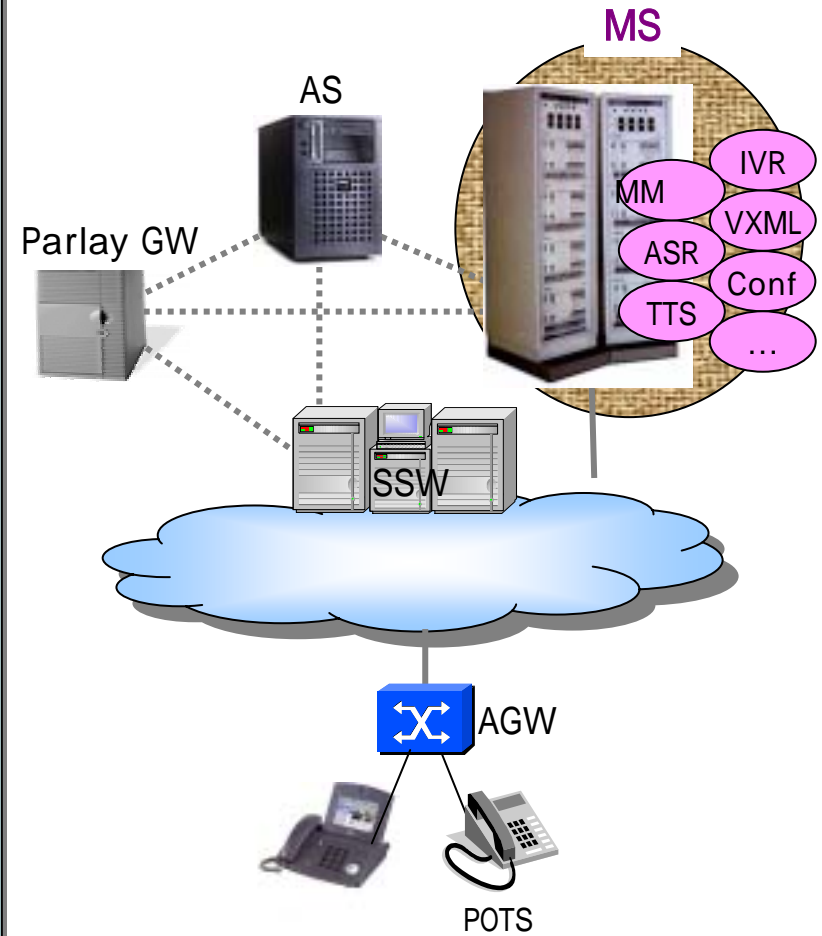 MS
AS
IVR
MM
VXML
Parlay GW
ASR
Conf
TTS
...
SSW
AGW
POTS